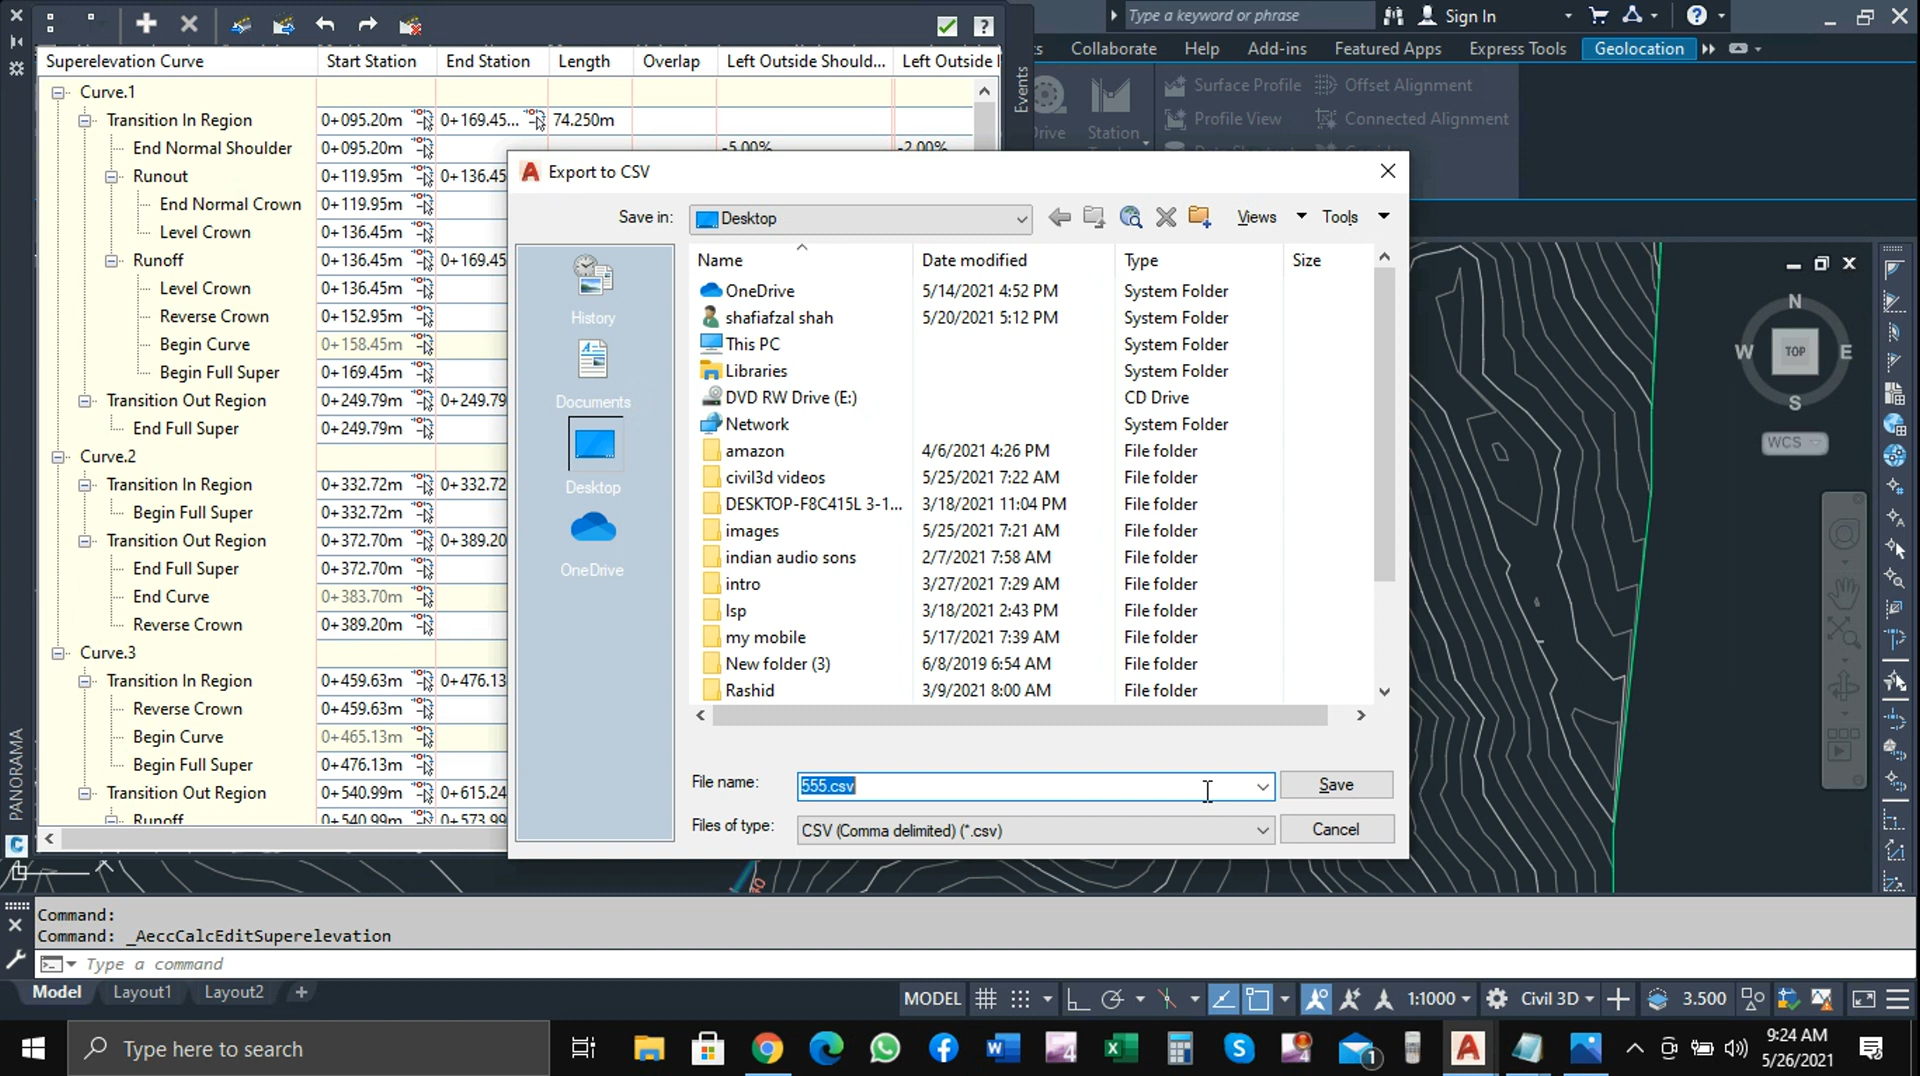 Type a keyword or phrase
Sign In
Collaborate Help Add-ins Featured Apps Express Tools Geolocation
Superelevation Curve Start Station End Station Length Overlap Left Outside Should... Left Outside
Events
Station
Surface Profile Offset Alignment
Profile View Connected Alignment
Curve.1
Transition In Region 0+095.20m 0+169.45... 74.250m
End Normal Shoulder 0+095.20m -5.00% -2.00%
Runout 0+119.95m 0+136.45
End Normal Crown 0+119.95m
Level Crown 0+136.45m
Runoff 0+136.45m 0+169.45
Level Crown 0+136.45m
Reverse Crown 0+152.95m
Begin Curve 0+158.45m
Begin Full Super 0+169.45m
Transition Out Region 0+249.79m 0+249.79
End Full Super 0+249.79m
Curve.2
Transition In Region 0+332.72m 0+332.72
Begin Full Super 0+332.72m
Transition Out Region 0+372.70m 0+389.20
End Full Super 0+372.70m
End Curve 0+383.70m
Reverse Crown 0+389.20m
Curve.3
Transition In Region 0+459.63m 0+476.13
Reverse Crown 0+459.63m
Begin Curve 0+465.13m
Begin Full Super 0+476.13m
Transition Out Region 0+540.99m 0+615.24
Runoff 0+540.99m 0+573.99
PANORAMA
Export to CSV
Save in: Desktop Views Tools
History
Documents
Desktop
OneDrive
Name Date modified Type Size
OneDrive 5/14/2021 4:52 PM System Folder
shafiafzal shah 5/20/2021 5:12 PM System Folder
This PC System Folder
Libraries System Folder
DVD RW Drive (E:) CD Drive
Network System Folder
amazon 4/6/2021 4:26 PM File folder
civil3d videos 5/25/2021 7:22 AM File folder
DESKTOP-F8C415L 3-1... 3/18/2021 11:04 PM File folder
images 5/25/2021 7:21 AM File folder
indian audio sons 2/7/2021 7:58 AM File folder
intro 3/27/2021 7:29 AM File folder
lsp 3/18/2021 2:43 PM File folder
my mobile 5/17/2021 7:39 AM File folder
New folder (3) 6/8/2019 6:54 AM File folder
Rashid 3/9/2021 8:00 AM File folder
File name: 555.csv Save
Files of type: CSV (Comma delimited) (*.csv) Cancel
N
W TOP E
S
WCS
Command:
Command: _AeccCalcEditSuperelevation
Type a command
Model Layout1 Layout2 +
MODEL 1:1000 Civil 3D 3.500
Type here to search
9:24 AM
5/26/2021